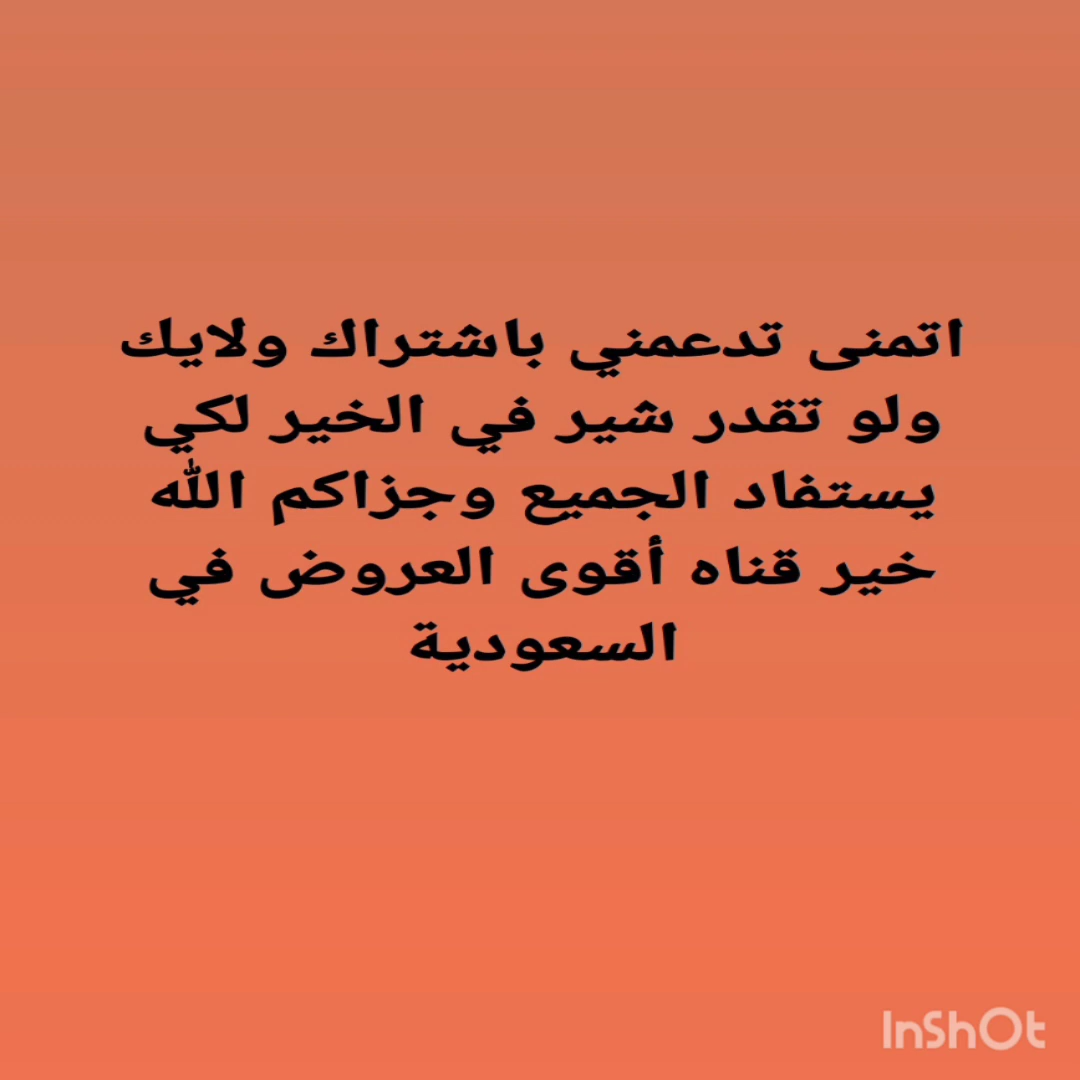 اتمنى تدعمني باشتراك ولايك
ولو تقدر شير في الخير لكي
يستفاد الجميع وجزاكم الله
خير قناه أقوى العروض في
السعودية
InShOt